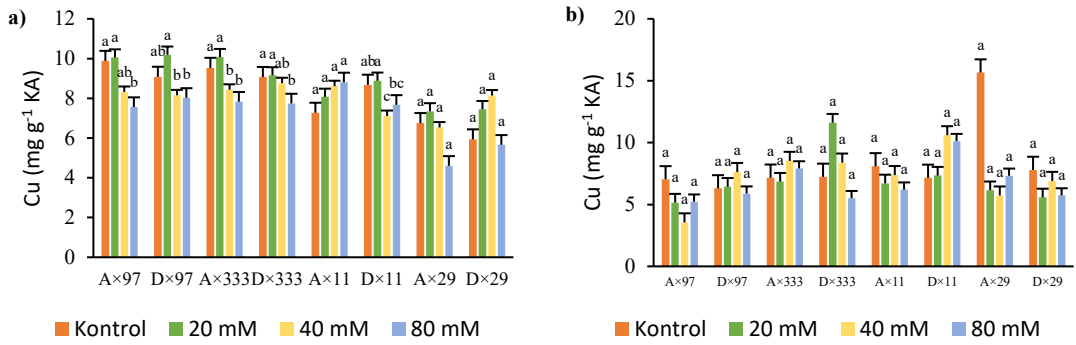 a)
Cu (mg g⁻¹ KA)
12
10
8
6
4
2
0
a a ab b
ab a b b
a a b b
a a ab b
a a a a
ab a c bc
a a a a
a a a a
A×97 D×97 A×333 D×333 A×11 D×11 A×29 D×29
Kontrol 20 mM 40 mM 80 mM
b)
Cu (mg g⁻¹ KA)
20
15
10
5
0
a a a a
a a a a
a a a a
a a a a
a a a a
a a a a
a a a a
a a a a
A×97 D×97 A×333 D×333 A×11 D×11 A×29 D×29
Kontrol 20 mM 40 mM 80 mM